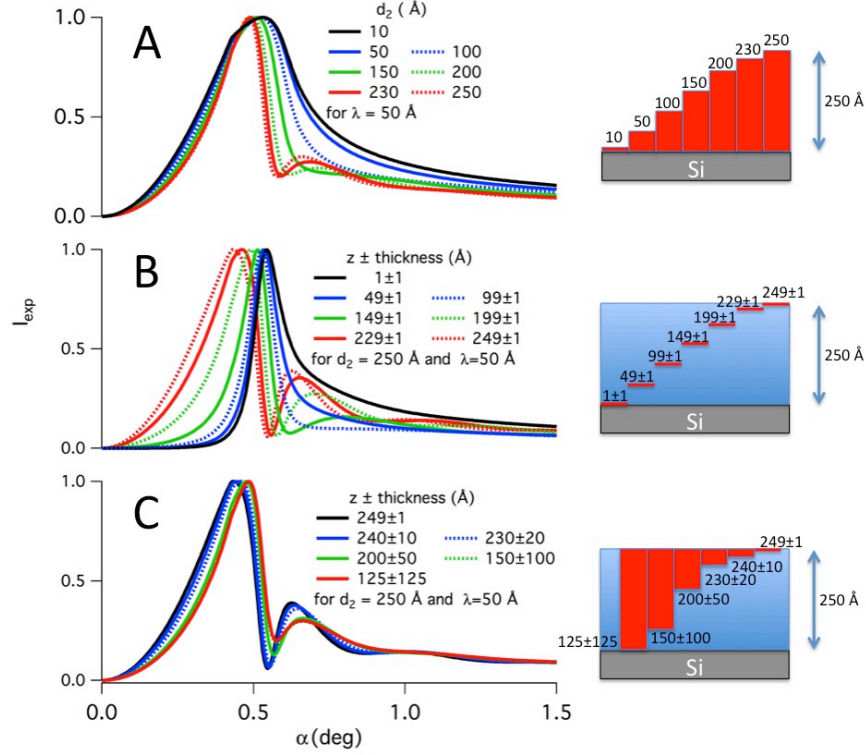 A
d₂ ( Å)
10
50 100
150 200
230 250
for λ = 50 Å
1.0
0.5
0.0
10
50
100
150
200
230
250
250 Å
Si
B
z ± thickness (Å)
1±1
49±1 99±1
149±1 199±1
229±1 249±1
for d₂ = 250 Å and λ=50 Å
1.0
0.5
0.0
I_exp
1±1
49±1
99±1
149±1
199±1
229±1
249±1
250 Å
Si
C
z ± thickness (Å)
249±1
240±10 230±20
200±50 150±100
125±125
for d₂ = 250 Å and λ=50 Å
1.0
0.5
0.0
0.0 0.5 1.0 1.5
α(deg)
249±1
240±10
230±20
200±50
150±100
125±125
250 Å
Si